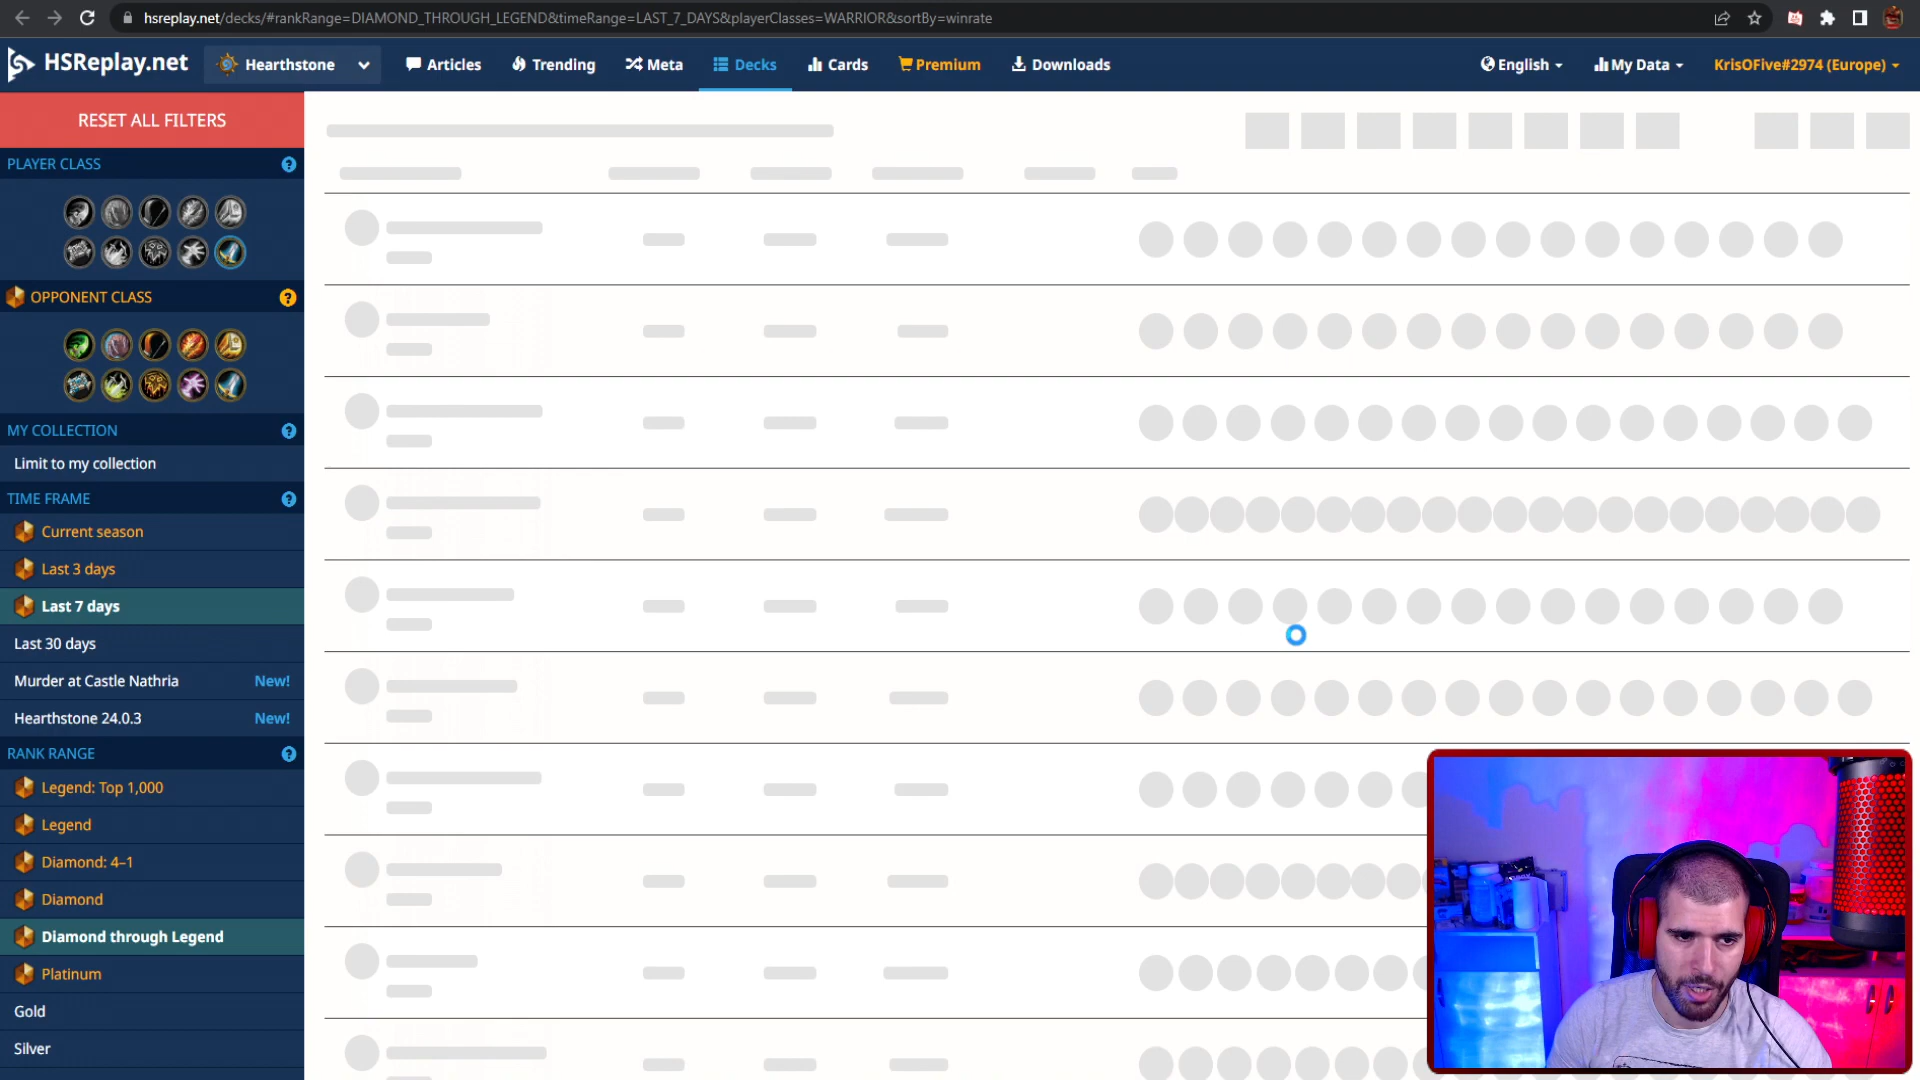 hsreplay.net/decks/#rankRange=DIAMOND_THROUGH_LEGEND&timeRange=LAST_7_DAYS&playerClasses=WARRIOR&sortBy=winrate
HSReplay.net
Hearthstone
Articles
Trending
Meta
Decks
Cards
Premium
Downloads
English
My Data
KrisOFive#2974 (Europe)
RESET ALL FILTERS
PLAYER CLASS ?
OPPONENT CLASS ?
MY COLLECTION ?
Limit to my collection
TIME FRAME ?
Current season
Last 3 days
Last 7 days
Last 30 days
Murder at Castle Nathria New!
Hearthstone 24.0.3 New!
RANK RANGE ?
Legend: Top 1,000
Legend
Diamond: 4–1
Diamond
Diamond through Legend
Platinum
Gold
Silver